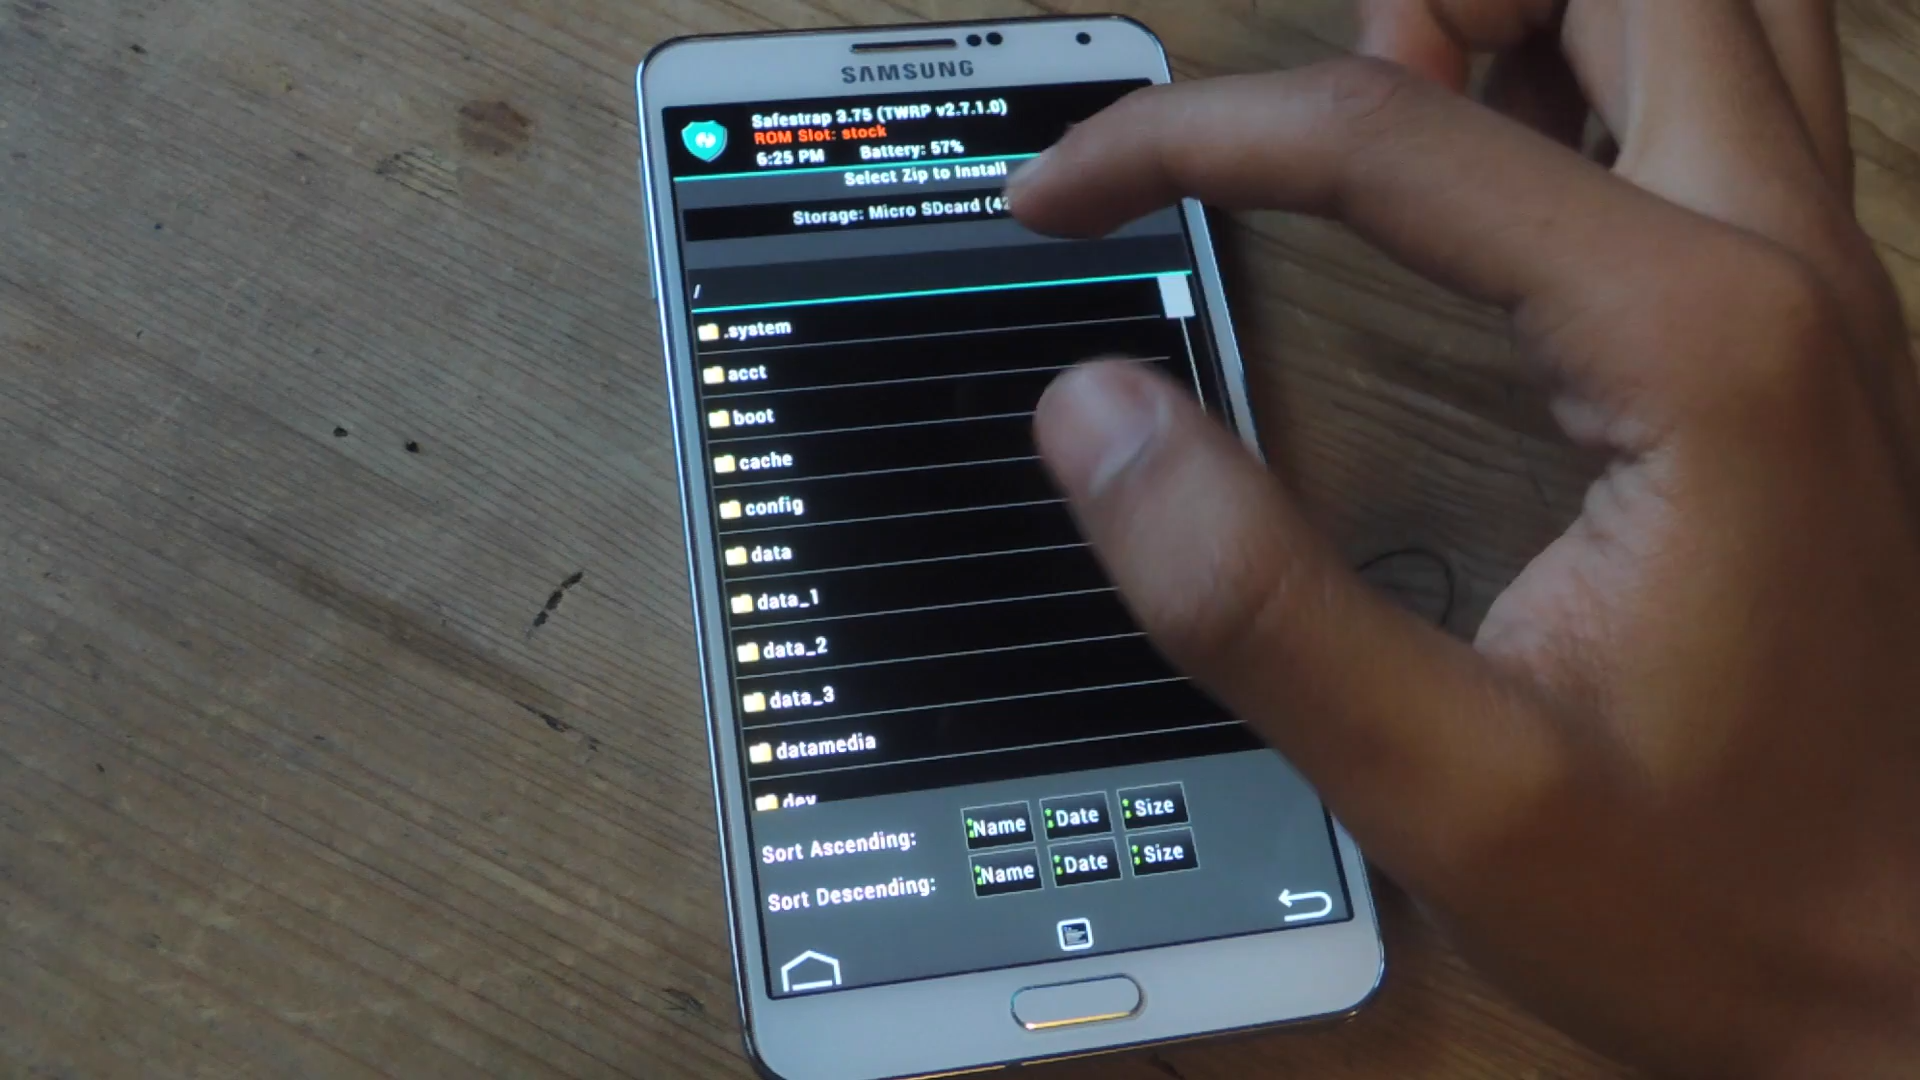 SAMSUNG
Safestrap 3.75 (TWRP v2.7.1.0)
ROM Slot: stock
6:25 PM Battery: 57%
Select Zip to Install
Storage: Micro SDcard (42
/
.system
acct
boot
cache
config
data
data_1
data_2
data_3
datamedia
dev
Sort Ascending: Name Date Size
Sort Descending: Name Date Size